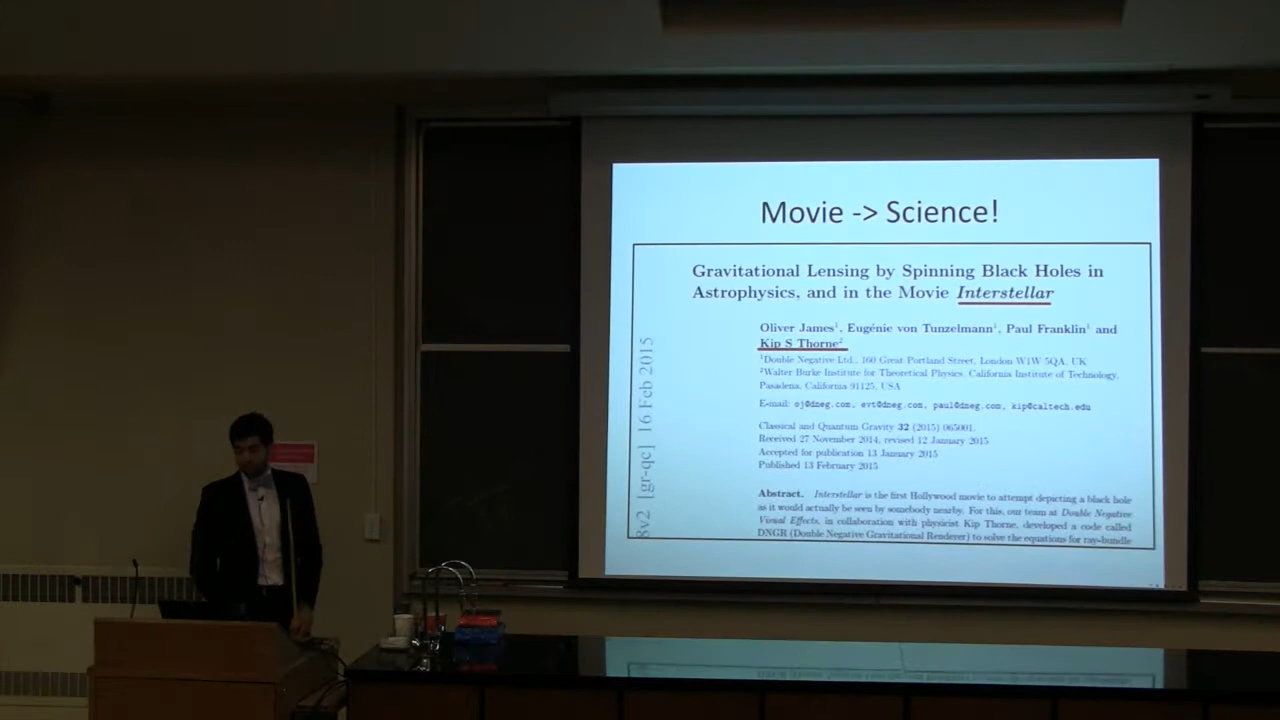 Movie -> Science!
Gravitational Lensing by Spinning Black Holes in
Astrophysics, and in the Movie Interstellar
Oliver James¹, Eugénie von Tunzelmann¹, Paul Franklin¹ and
Kip S Thorne²
¹Double Negative Ltd., 160 Great Portland Street, London W1W 5QA, UK
²Walter Burke Institute for Theoretical Physics, California Institute of Technology,
Pasadena, California 91125, USA
E-mail: oj@dneg.com, evt@dneg.com, paul@dneg.com, kip@caltech.edu
Classical and Quantum Gravity 32 (2015) 065001.
Received 27 November 2014, revised 12 January 2015
Accepted for publication 13 January 2015
Published 13 February 2015
Abstract. Interstellar is the first Hollywood movie to attempt depicting a black hole
as it would actually be seen by somebody nearby. For this, our team at Double Negative
Visual Effects, in collaboration with physicist Kip Thorne, developed a code called
DNGR (Double Negative Gravitational Renderer) to solve the equations for ray-bundle
8v2 [gr-qc] 16 Feb 2015